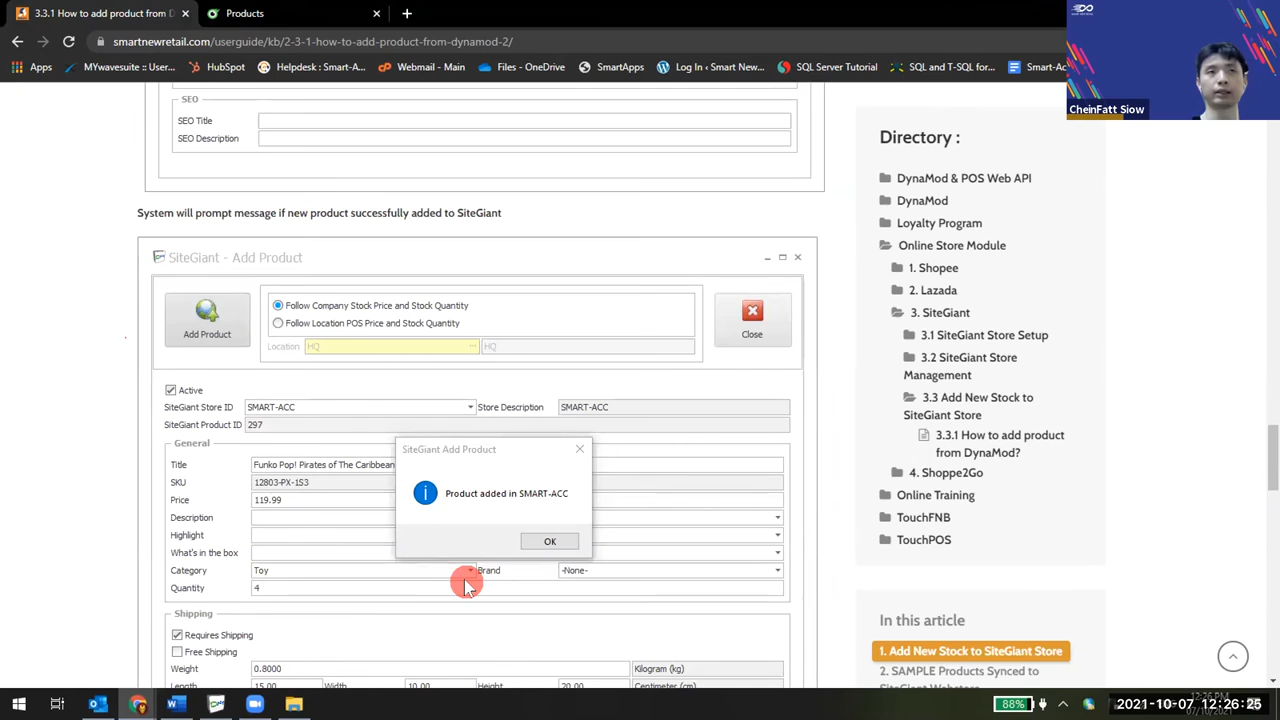 3.3.1 How to add product from D
Products
smartnewretail.com/userguide/kb/2-3-1-how-to-add-product-from-dynamod-2/
Apps
MYwavesuite : Login
HubSpot
Helpdesk : Smart-A...
Webmail - Main
Files - OneDrive
SmartApps
Log In ‹ Smart New...
SQL Server Tutorial
SQL and T-SQL for...
Smart-Ac
CheinFatt Siow
SEO
SEO Title
SEO Description
System will prompt message if new product successfully added to SiteGiant
SiteGiant - Add Product
Add Product
Follow Company Stock Price and Stock Quantity
Follow Location POS Price and Stock Quantity
Location HQ HQ
Close
Active
SiteGiant Store ID SMART-ACC Store Description SMART-ACC
SiteGiant Product ID 297
General
Title Funko Pop! Pirates of The Caribbean
SKU 12803-PX-1S3
Price 119.99
Description
Highlight
What's in the box
Category Toy Brand -None-
Quantity 4
SiteGiant Add Product
Product added in SMART-ACC
OK
Shipping
Requires Shipping
Free Shipping
Weight 0.8000 Kilogram (kg)
Length 15.00 Width 10.00 Height 20.00 Centimeter (cm)
Directory :
DynaMod & POS Web API
DynaMod
Loyalty Program
Online Store Module
1. Shopee
2. Lazada
3. SiteGiant
3.1 SiteGiant Store Setup
3.2 SiteGiant Store
Management
3.3 Add New Stock to
SiteGiant Store
3.3.1 How to add product
from DynaMod?
4. Shoppe2Go
Online Training
TouchFNB
TouchPOS
In this article
1. Add New Stock to SiteGiant Store
2. SAMPLE Products Synced to
SiteGiant Webstore
88%
12:26 PM
2021-10-07 12:26:25